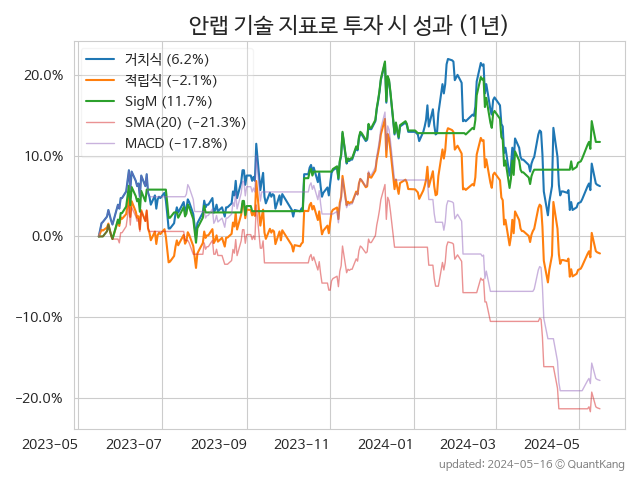 안랩 기술 지표로 투자 시 성과 (1년)
거치식 (6.2%)
적립식 (−2.1%)
SigM (11.7%)
SMA(20) (−21.3%)
MACD (−17.8%)
20.0%
10.0%
0.0%
−10.0%
−20.0%
2023−05
2023−07
2023−09
2023−11
2024−01
2024−03
2024−05
updated: 2024−05−16 ⓒ QuantKang